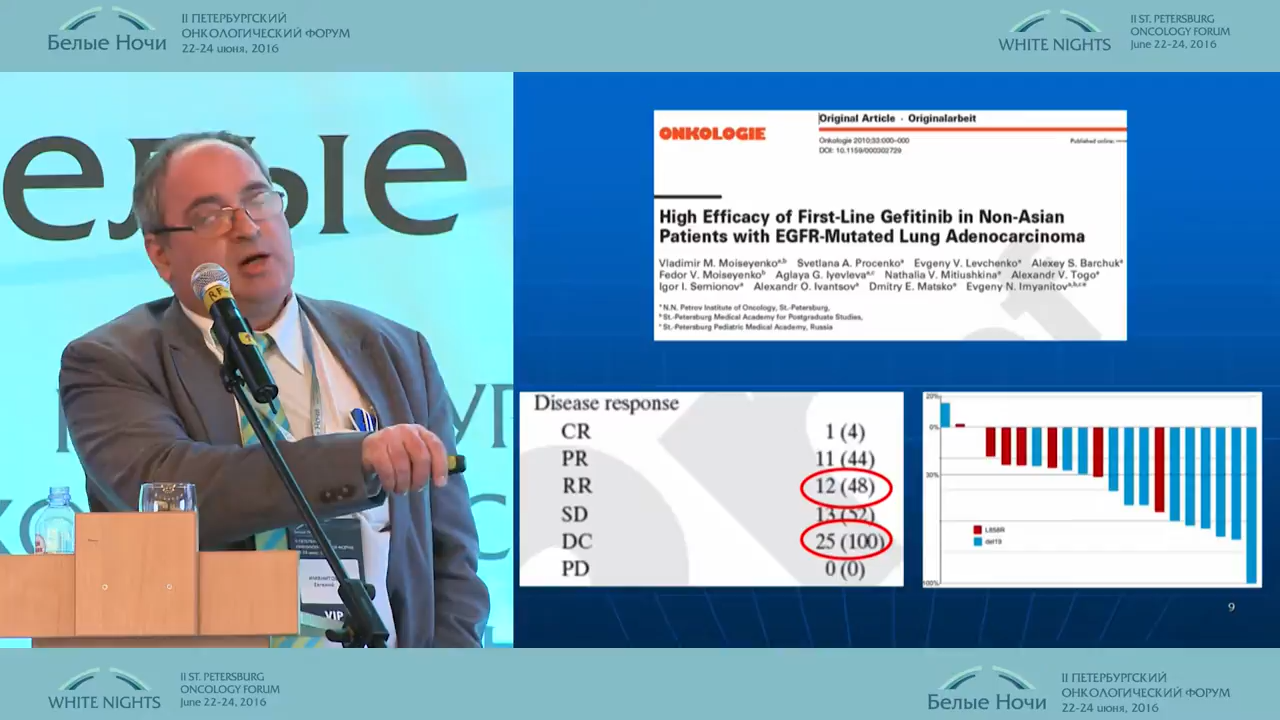 Белые Ночи
II ПЕТЕРБУРГСКИЙ
ОНКОЛОГИЧЕСКИЙ ФОРУМ
22-24 июня, 2016
WHITE NIGHTS
II ST. PETERSBURG
ONCOLOGY FORUM
June 22-24, 2016
елые
RT
VIP
ONKOLOGIE
Original Article · Originalarbeit
Onkologie 2010;33:000–000
DOI: 10.1159/000302729
Published online:
High Efficacy of First-Line Gefitinib in Non-Asian
Patients with EGFR-Mutated Lung Adenocarcinoma
Vladimir M. Moiseyenko Svetlana A. Procenko Evgeny V. Levchenko Alexey S. Barchuk
Fedor V. Moiseyenko Aglaya G. Iyevleva Nathalia V. Mitiushkina Alexandr V. Togo
Igor I. Semionov Alexandr O. Ivantsov Dmitry E. Matsko Evgeny N. Imyanitov
a N.N. Petrov Institute of Oncology, St.-Petersburg,
b St.-Petersburg Medical Academy for Postgraduate Studies,
c St.-Petersburg Pediatric Medical Academy, Russia
Disease response
CR 1 (4)
PR 11 (44)
RR 12 (48)
SD 13 (52)
DC 25 (100)
PD 0 (0)
20%
0%
30%
100%
L858R
del19
9
WHITE NIGHTS
II ST. PETERSBURG
ONCOLOGY FORUM
June 22-24, 2016
Белые Ночи
II ПЕТЕРБУРГСКИЙ
ОНКОЛОГИЧЕСКИЙ ФОРУМ
22-24 июня, 2016